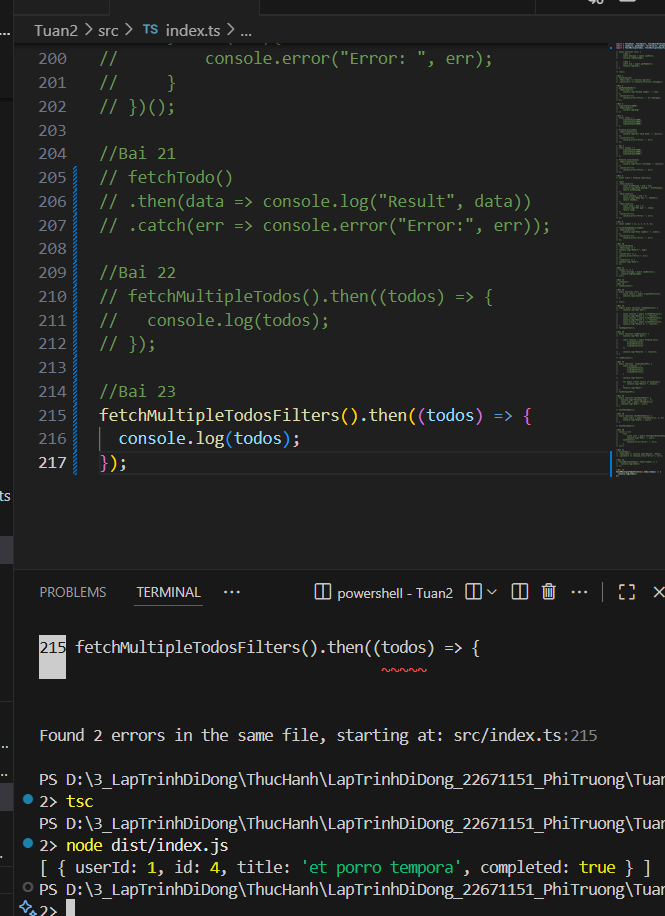 Tuan2 > src > TS index.ts > ...
200 // console.error("Error: ", err);
201 // }
202 // })();
203
204 //Bai 21
205 // fetchTodo()
206 // .then(data => console.log("Result", data))
207 // .catch(err => console.error("Error:", err));
208
209 //Bai 22
210 // fetchMultipleTodos().then((todos) => {
211 // console.log(todos);
212 // });
213
214 //Bai 23
215 fetchMultipleTodosFilters().then((todos) => {
216 console.log(todos);
217 });
ts
PROBLEMS TERMINAL ... powershell - Tuan2 ...
215 fetchMultipleTodosFilters().then((todos) => {
Found 2 errors in the same file, starting at: src/index.ts:215
PS D:\3_LapTrinhDiDong\ThucHanh\LapTrinhDiDong_22671151_PhiTruong\Tuan
2> tsc
PS D:\3_LapTrinhDiDong\ThucHanh\LapTrinhDiDong_22671151_PhiTruong\Tuan
2> node dist/index.js
[ { userId: 1, id: 4, title: 'et porro tempora', completed: true } ]
PS D:\3_LapTrinhDiDong\ThucHanh\LapTrinhDiDong_22671151_PhiTruong\Tuan
2>